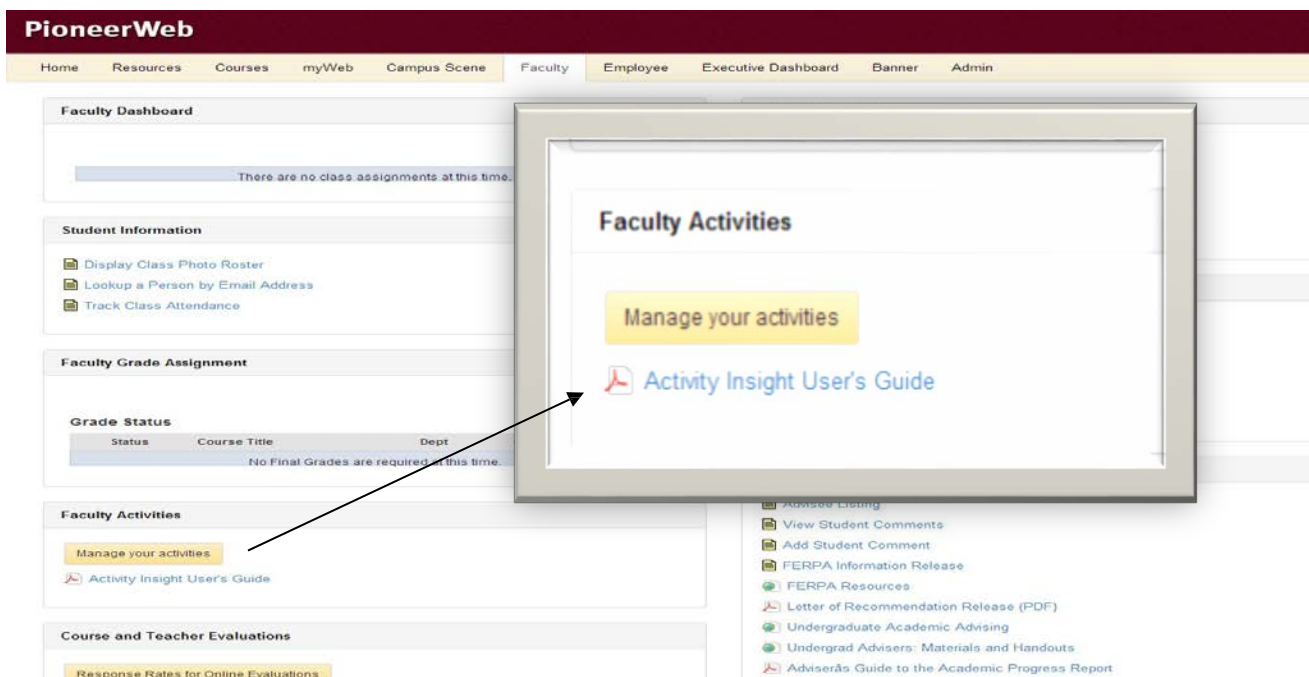 PioneerWeb
Home Resources Courses myWeb Campus Scene Faculty Employee Executive Dashboard Banner Admin
Faculty Dashboard
There are no class assignments at this time.
Student Information
Display Class Photo Roster
Lookup a Person by Email Address
Track Class Attendance
Faculty Grade Assignment
Grade Status
Status Course Title Dept
No Final Grades are required at this time.
Faculty Activities
Manage your activities
Activity Insight User's Guide
Course and Teacher Evaluations
Response Rates for Online Evaluations
Faculty Activities
Manage your activities
Activity Insight User's Guide
Advisee Listing
View Student Comments
Add Student Comment
FERPA Information Release
FERPA Resources
Letter of Recommendation Release (PDF)
Undergraduate Academic Advising
Undergrad Advisers: Materials and Handouts
Adviserâs Guide to the Academic Progress Report